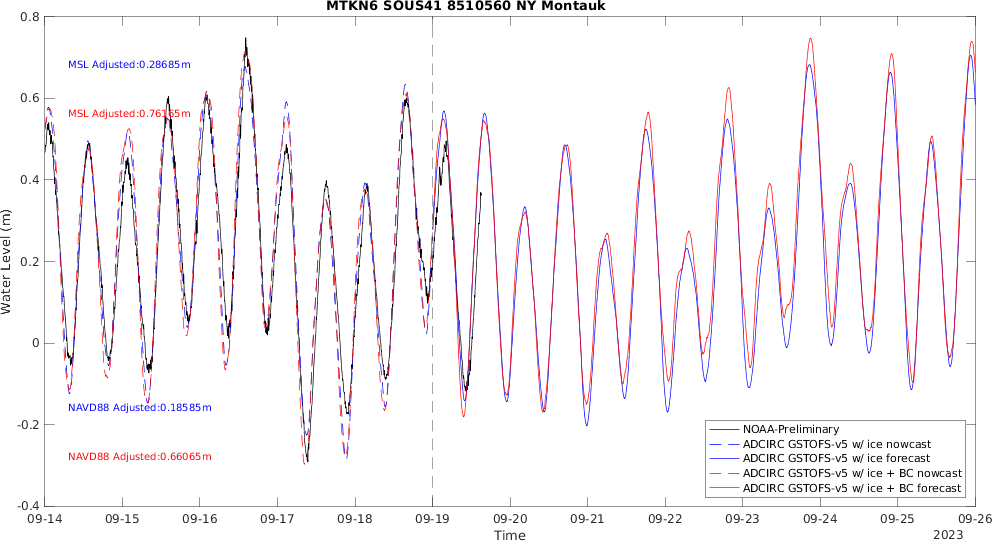 MTKN6 SOUS41 8510560 NY Montauk
0.8
0.6
0.4
0.2
0
-0.2
-0.4
Water Level (m)
MSL Adjusted:0.28685m
MSL Adjusted:0.76165m
NAVD88 Adjusted:0.18585m
NAVD88 Adjusted:0.66065m
NOAA-Preliminary
ADCIRC GSTOFS-v5 w/ ice nowcast
ADCIRC GSTOFS-v5 w/ ice forecast
ADCIRC GSTOFS-v5 w/ ice + BC nowcast
ADCIRC GSTOFS-v5 w/ ice + BC forecast
09-14 09-15 09-16 09-17 09-18 09-19 09-20 09-21 09-22 09-23 09-24 09-25 09-26
Time
2023